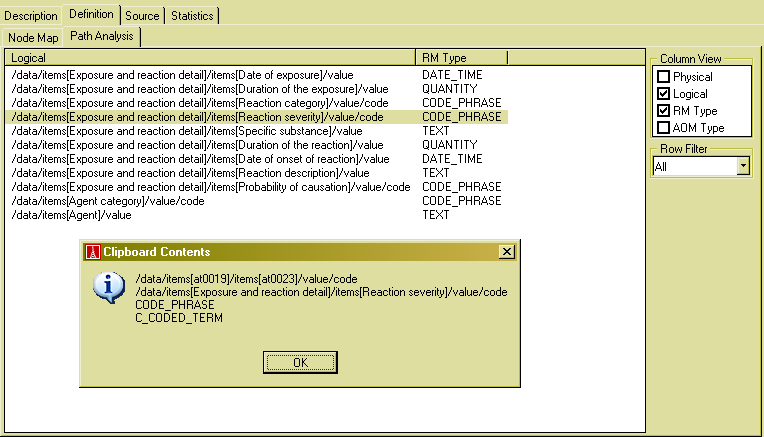 Description Definition Source Statistics
Node Map Path Analysis
Logical RM Type
/data/items[Exposure and reaction detail]/items[Date of exposure]/value DATE_TIME
/data/items[Exposure and reaction detail]/items[Duration of the exposure]/value QUANTITY
/data/items[Exposure and reaction detail]/items[Reaction category]/value/code CODE_PHRASE
/data/items[Exposure and reaction detail]/items[Reaction severity]/value/code CODE_PHRASE
/data/items[Exposure and reaction detail]/items[Specific substance]/value TEXT
/data/items[Exposure and reaction detail]/items[Duration of the reaction]/value QUANTITY
/data/items[Exposure and reaction detail]/items[Date of onset of reaction]/value DATE_TIME
/data/items[Exposure and reaction detail]/items[Reaction description]/value TEXT
/data/items[Exposure and reaction detail]/items[Probability of causation]/value/code CODE_PHRASE
/data/items[Agent category]/value/code CODE_PHRASE
/data/items[Agent]/value TEXT
Column View
Physical
Logical
RM Type
AOM Type
Row Filter
All
Clipboard Contents
/data/items[at0019]/items[at0023]/value/code
/data/items[Exposure and reaction detail]/items[Reaction severity]/value/code
CODE_PHRASE
C_CODED_TERM
OK